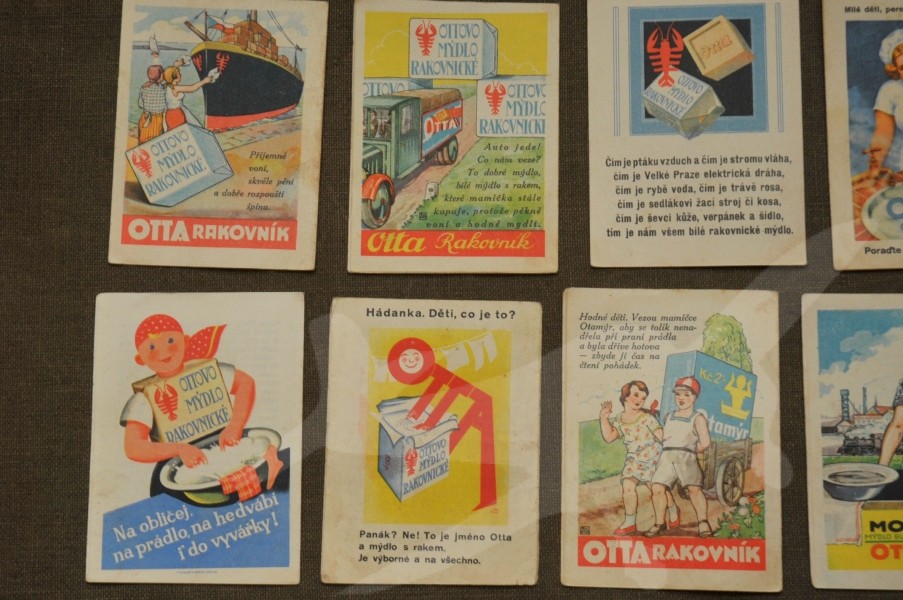 OTTOVO
MÝDLO
RAKOVNICKÉ
Příjemně
voní,
skvěle pění
a dobře rozpouští
špínu.
OTTA RAKOVNÍK
OTTOVO
MÝDLO
RAKOVNICKÉ
OTTOVO
MÝDLO
RAKOVNICKÉ
OTTA
Auto jede!
Co nám veze?
To dobré mýdlo,
bílé mýdlo s rakem,
které mamička stále
kupuje, protože pěkně
voní a hodně mydlí.
Otta Rakovník
OTTA
OTTOVO
MÝDLO
RAKOVNICKÉ
Čím je ptáku vzduch a čím je stromu vláha,
čím je Velké Praze elektrická dráha,
čím je rybě voda, čím je trávě rosa,
čím je sedlákovi žací stroj či kosa,
čím je ševci kůže, verpánek a šídlo,
tím je nám všem bílé rakovnické mýdlo.
Milé děti,
OTTOVO
MÝDLO
RAKOVNICKÉ
Na obličej,
na prádlo, na hedvábí
i do vyvářky!
Hádanka. Děti, co je to?
OTTA
OTTOVO
MÝDLO
RAKOVNICKÉ
Panák? Ne! To je jméno Otta
a mýdlo s rakem.
Je výborné a na všechno.
Hodné děti. Vezou mamičce
Otamýr, aby se tolik nena-
dřela při praní prádla
a byla dříve hotova
— zbyde jí čas na
čtení pohádek.
Kč 2
Otamýr
OTTA RAKOVNÍK
MO
OT